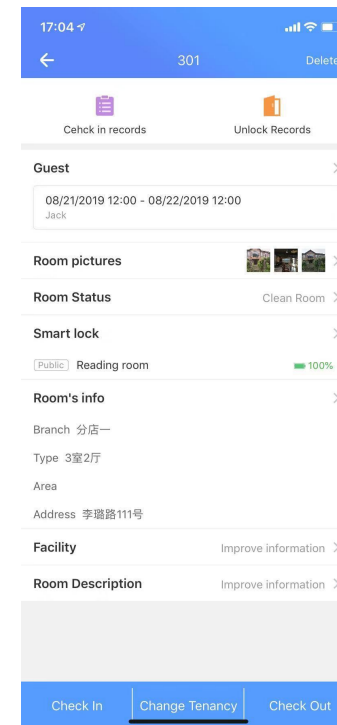 17:04
301
Delete
Cehck in records
Unlock Records
Guest
08/21/2019 12:00 - 08/22/2019 12:00
Jack
Room pictures
Room Status Clean Room
Smart lock
Public Reading room 100%
Room's info
Branch 分店一
Type 3室2厅
Area
Address 李璐路111号
Facility Improve information
Room Description Improve information
Check In Change Tenancy Check Out